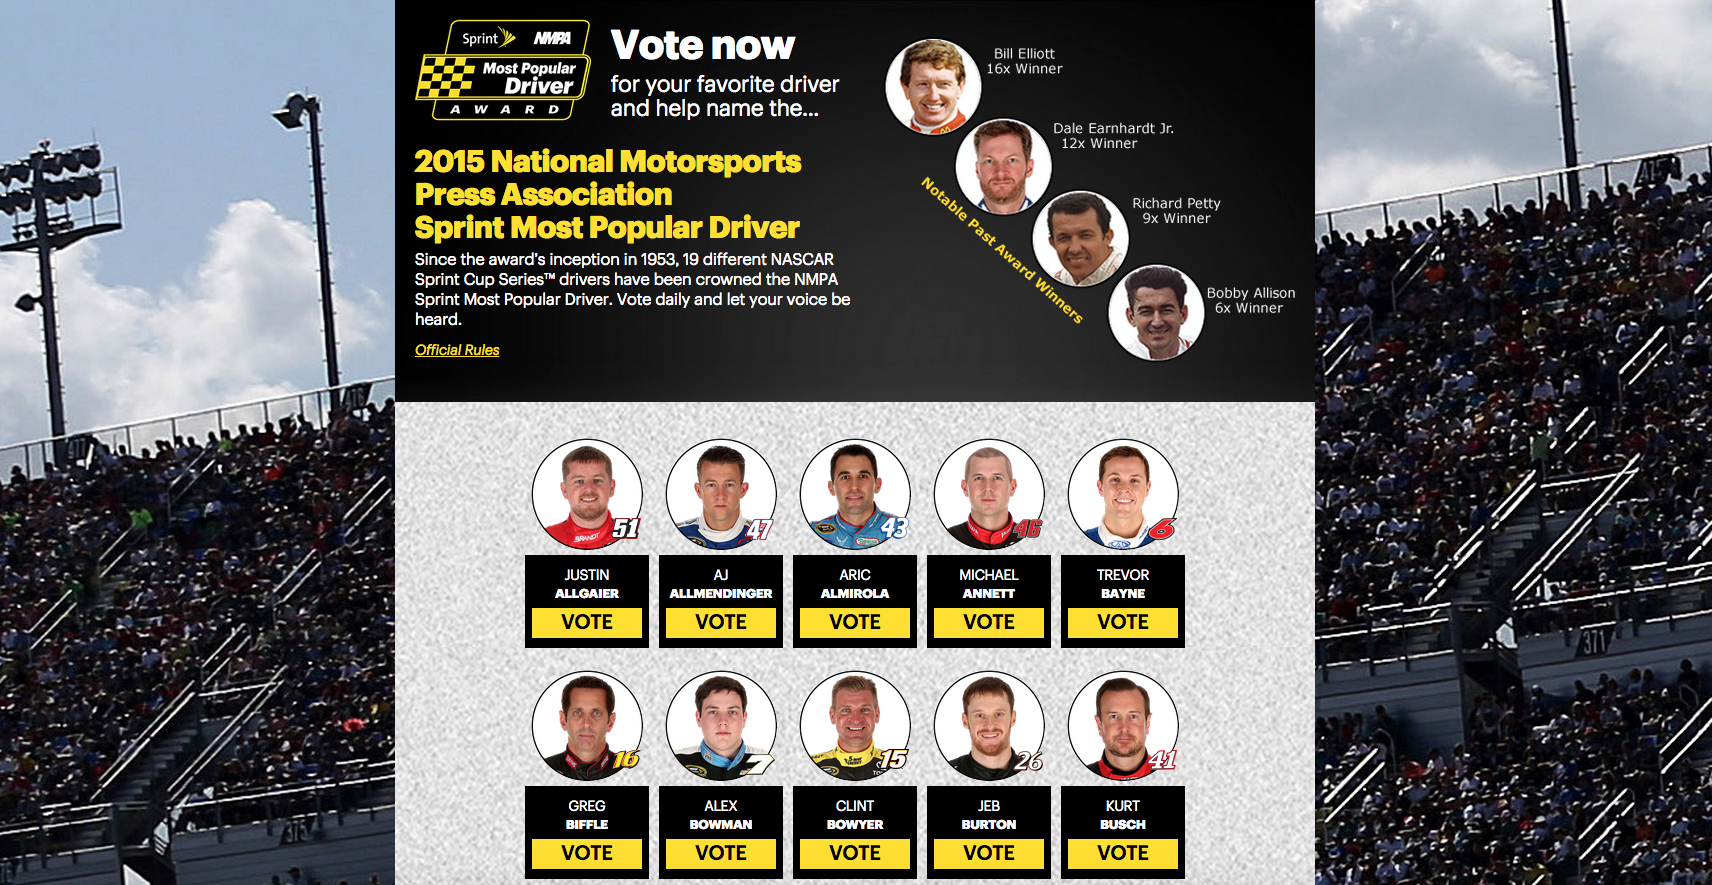 Sprint NMPA
Most Popular
Driver
AWARD
Vote now
for your favorite driver
and help name the...
2015 National Motorsports
Press Association
Sprint Most Popular Driver
Since the award's inception in 1953, 19 different NASCAR
Sprint Cup Series™ drivers have been crowned the NMPA
Sprint Most Popular Driver. Vote daily and let your voice be
heard.
Official Rules
Bill Elliott
16x Winner
Dale Earnhardt Jr.
12x Winner
Richard Petty
9x Winner
Bobby Allison
6x Winner
Notable Past Award Winners
51 47 43 46 6
JUSTIN AJ ARIC MICHAEL TREVOR
ALLGAIER ALLMENDINGER ALMIROLA ANNETT BAYNE
VOTE VOTE VOTE VOTE VOTE
16 7 15 26 41
GREG ALEX CLINT JEB KURT
BIFFLE BOWMAN BOWYER BURTON BUSCH
VOTE VOTE VOTE VOTE VOTE
371